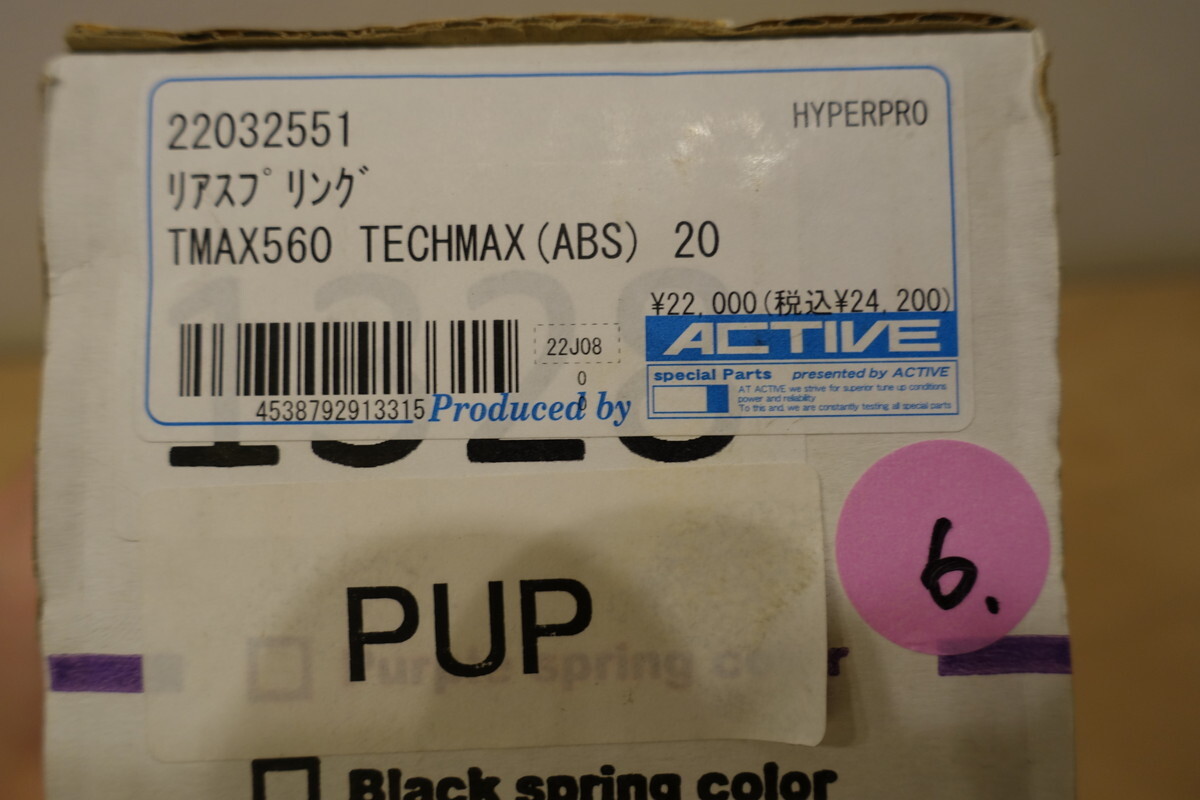 22032551
HYPERPRO
ﾘｱｽﾌﾟﾘﾝｸﾞ
TMAX560 TECHMAX(ABS) 20
¥22,000(税込¥24,200)
ACTIVE
22J08
special Parts presented by ACTIVE
0
AT ACTIVE we strive for superior tune up conditions
power and reliability
To this and, we are constantly testing all special parts
4538792913315
Produced by
0
1328
PUP
6.
Purple spring color
Black spring color